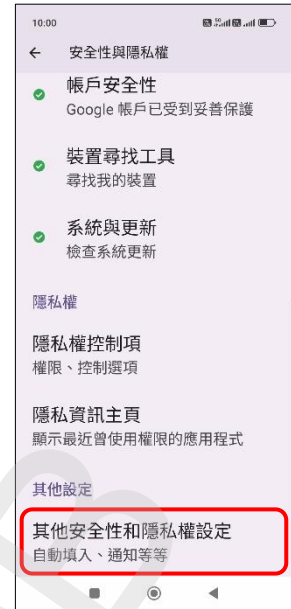 10:00
安全性與隱私權
帳戶安全性
Google 帳戶已受到妥善保護
裝置尋找工具
尋找我的裝置
系統與更新
檢查系統更新
隱私權
隱私權控制項
權限、控制選項
隱私資訊主頁
顯示最近曾使用權限的應用程式
其他設定
其他安全性和隱私權設定
自動填入、通知等等